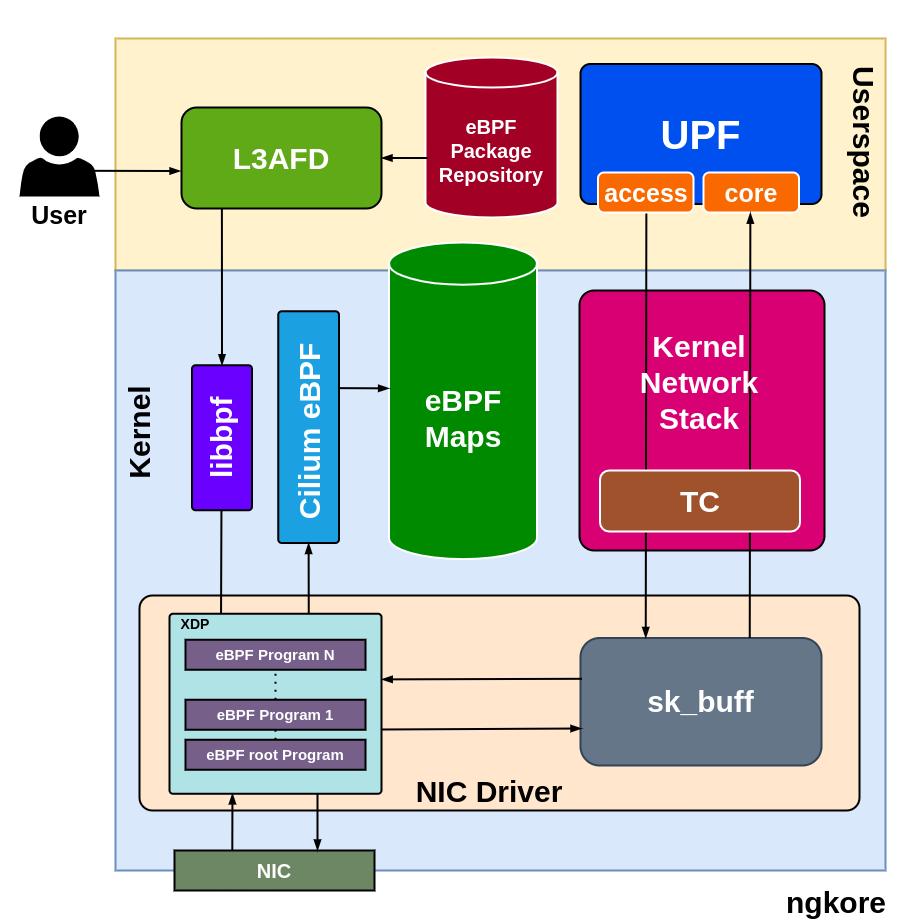 User
L3AFD
eBPF
Package
Repository
UPF
access
core
Userspace
Kernel
libbpf
Cilium eBPF
eBPF
Maps
Kernel
Network
Stack
TC
XDP
eBPF Program N
eBPF Program 1
eBPF root Program
sk_buff
NIC Driver
NIC
ngkore